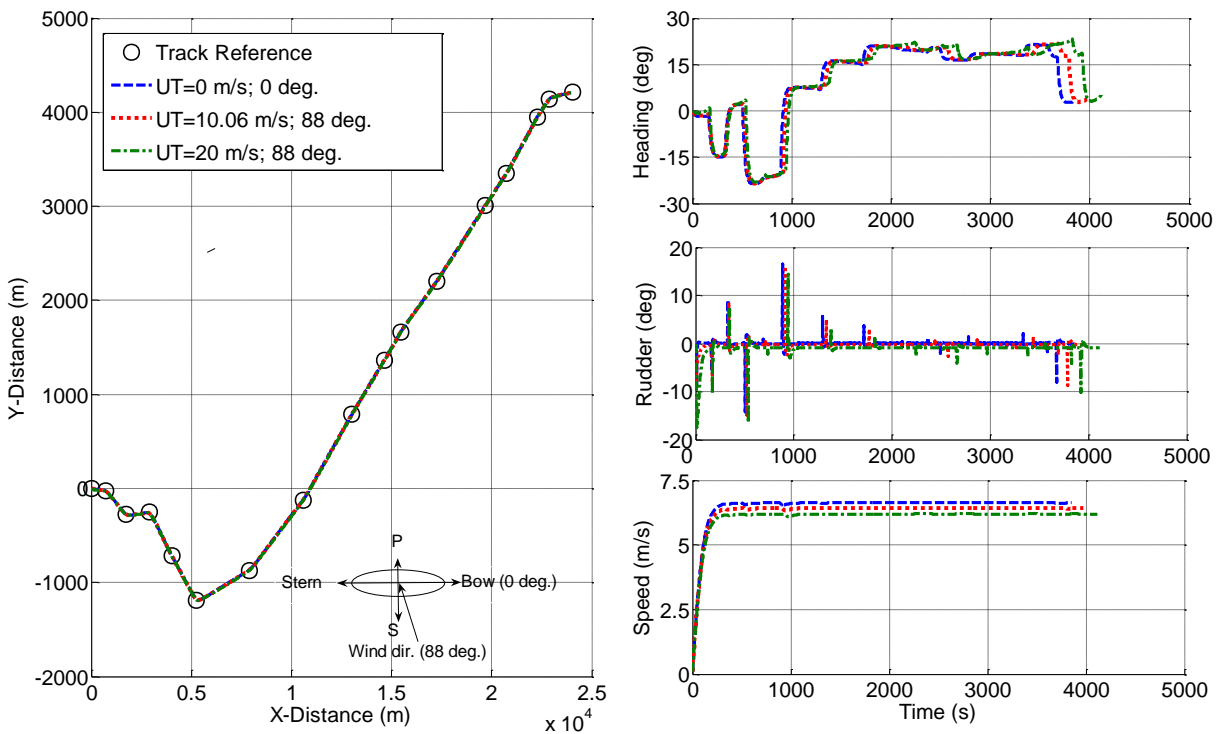 5000
4000
3000
2000
1000
0
-1000
-2000
Y-Distance (m)
Track Reference
UT=0 m/s; 0 deg.
UT=10.06 m/s; 88 deg.
UT=20 m/s; 88 deg.
P
Stern
Bow (0 deg.)
S
Wind dir. (88 deg.)
0
0.5
1
1.5
2
2.5
X-Distance (m)
x 10^4
30
15
0
-15
-30
Heading (deg)
0
1000
2000
3000
4000
5000
20
10
0
-10
-20
Rudder (deg)
0
1000
2000
3000
4000
5000
7.5
5
2.5
0
Speed (m/s)
0
1000
2000
3000
4000
5000
Time (s)